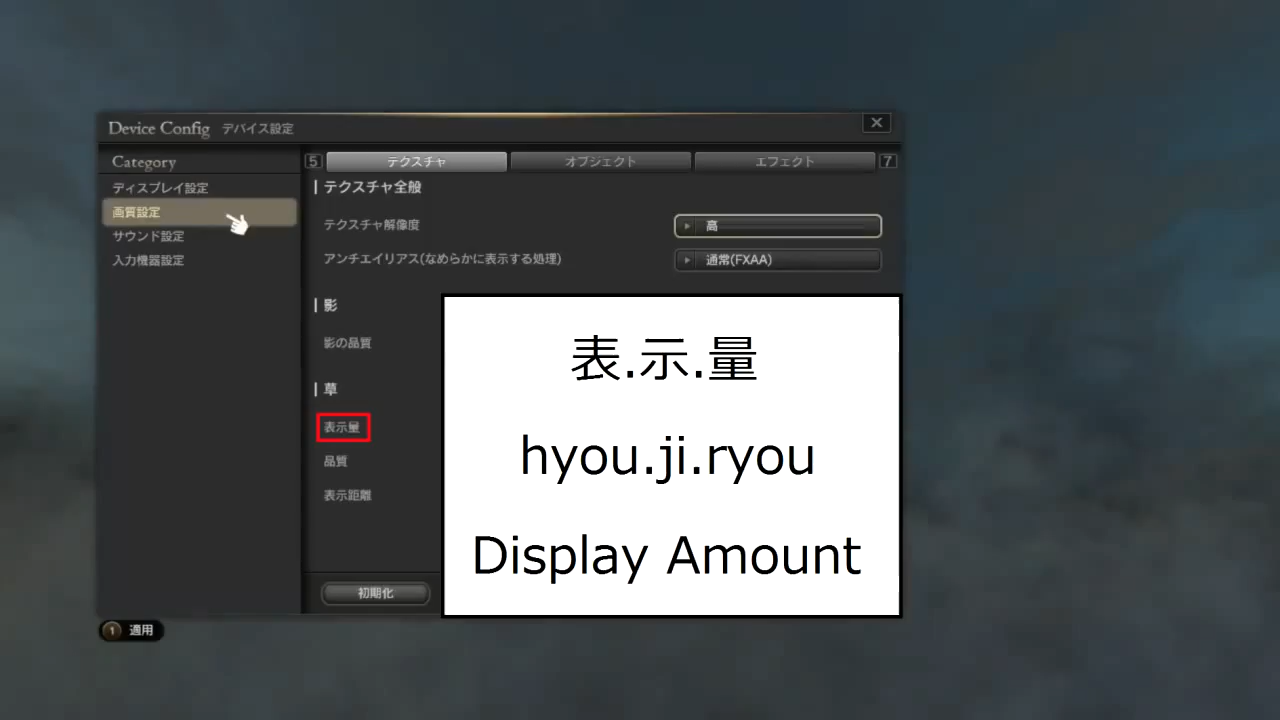 Device Config デバイス設定
Category
ディスプレイ設定
画質設定
サウンド設定
入力機器設定
5 テクスチャ オブジェクト エフェクト 7
テクスチャ全般
テクスチャ解像度 高
アンチエイリアス(なめらかに表示する処理) 通常(FXAA)
影
影の品質
草
表示量
品質
表示距離
初期化
1 適用
表.示.量
hyou.ji.ryou
Display Amount